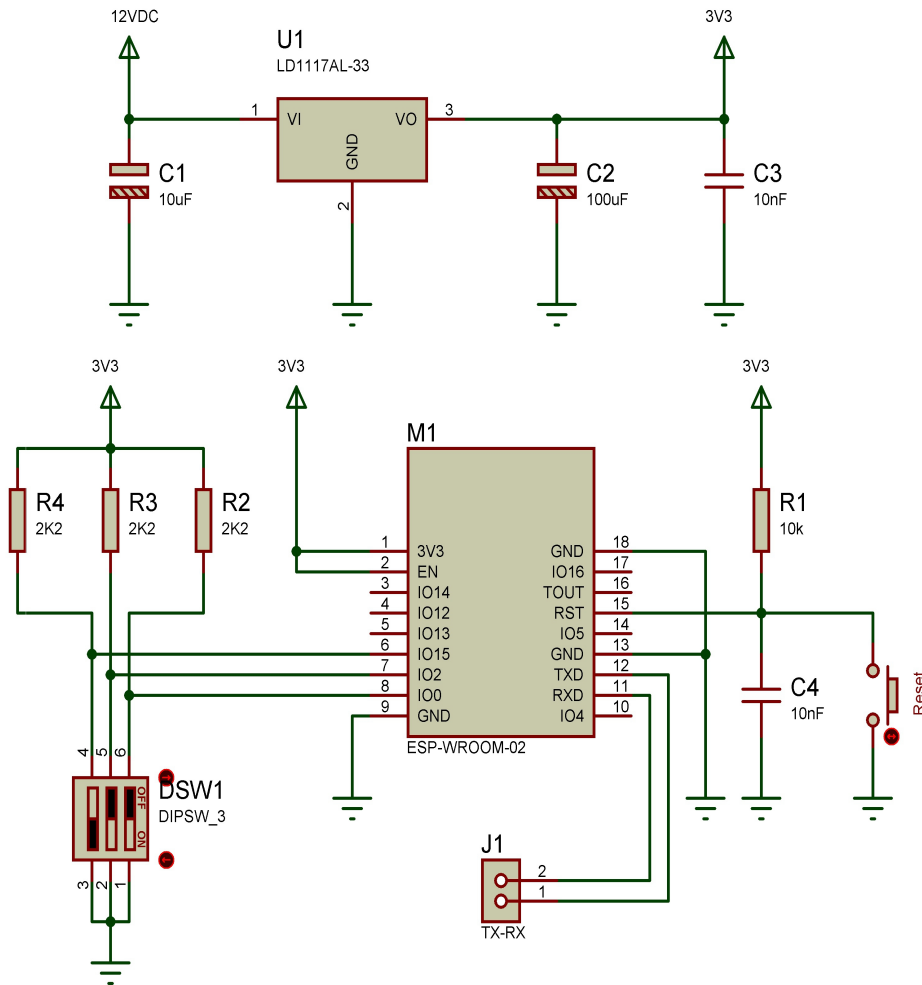 12VDC
3V3
U1
LD1117AL-33
1
VI
VO
3
GND
2
C1
10uF
C2
100uF
C3
10nF
3V3
3V3
3V3
M1
R4
2K2
R3
2K2
R2
2K2
R1
10k
1
3V3
GND
18
2
EN
IO16
17
3
IO14
TOUT
16
4
IO12
RST
15
5
IO13
IO5
14
6
IO15
GND
13
7
IO2
TXD
12
8
IO0
RXD
11
9
GND
IO4
10
ESP-WROOM-02
C4
10nF
Reset
4
5
6
DSW1
DIPSW_3
OFF
ON
3
2
1
J1
2
1
TX-RX